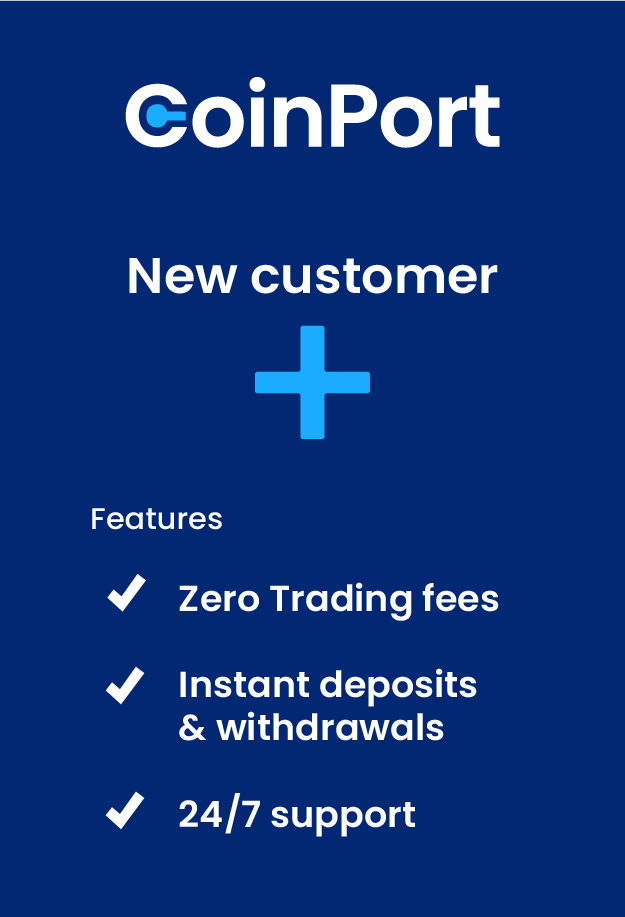 CoinPort
New customer
Features
Zero Trading fees
Instant deposits
& withdrawals
24/7 support